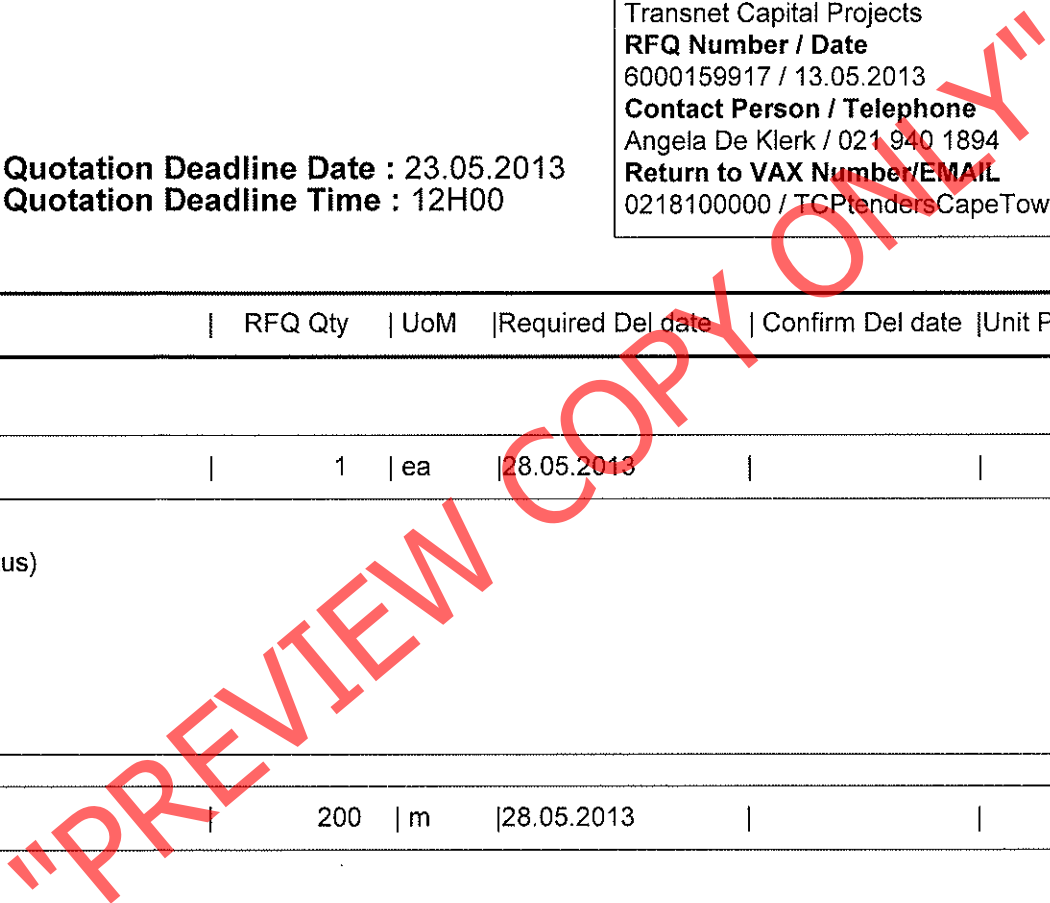 Transnet Capital Projects
RFQ Number / Date
6000159917 / 13.05.2013
Contact Person / Telephone
Angela De Klerk / 021 940 1894
Return to VAX Number/EMAIL
0218100000 / TCPtendersCapeTow
Quotation Deadline Date : 23.05.2013
Quotation Deadline Time : 12H00
| RFQ Qty | UoM |Required Del date | Confirm Del date |Unit P
| 1 | ea |28.05.2013 | |
us)
| 200 | m |28.05.2013 | |
"PREVIEW COPY ONLY"